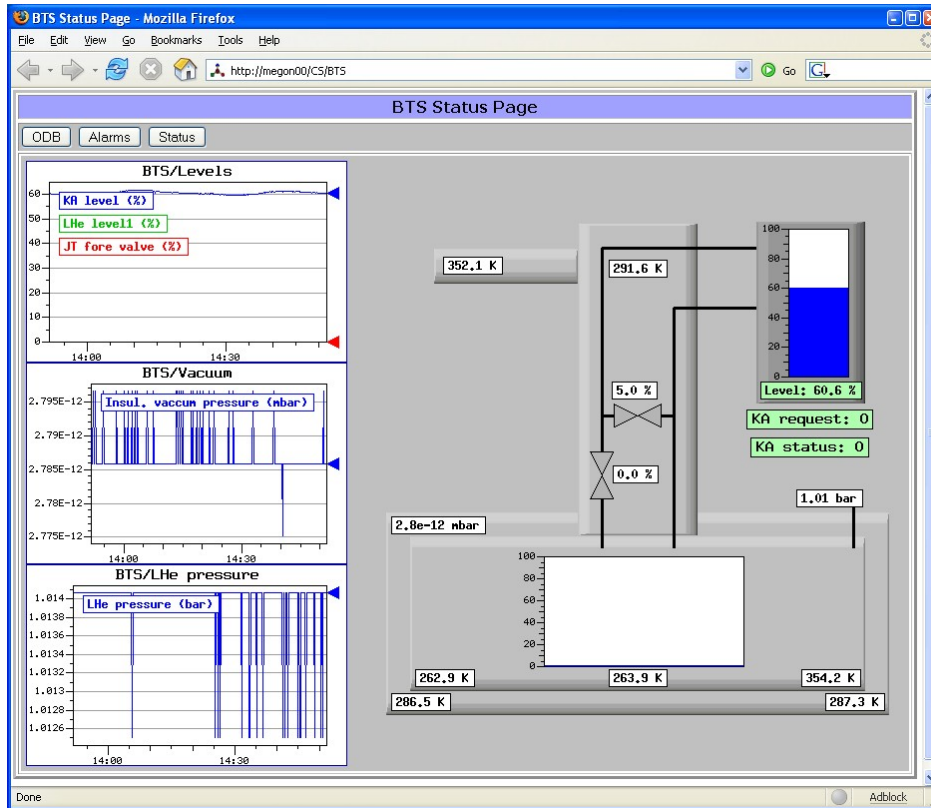 BTS Status Page - Mozilla Firefox
File Edit View Go Bookmarks Tools Help
http://megon00/CS/BTS
Go
G
BTS Status Page
ODB Alarms Status
BTS/Levels
60
50
40
30
20
10
0
KA level (%)
LHe level1 (%)
JT fore valve (%)
14:00 14:30
BTS/Vacuum
2.795E-12
2.79E-12
2.785E-12
2.78E-12
2.775E-12
Insul. vaccum pressure (mbar)
14:00 14:30
BTS/LHe pressure
1.014
1.0138
1.0136
1.0134
1.0132
1.013
1.0128
1.0126
LHe pressure (bar)
14:00 14:30
352.1 K
291.6 K
100
80
60
40
20
0
Level: 60.6 %
KA request: 0
KA status: 0
5.0 %
0.0 %
1.01 bar
2.8e-12 mbar
100
80
60
40
20
0
262.9 K 263.9 K 354.2 K
286.5 K 287.3 K
Done Adblock